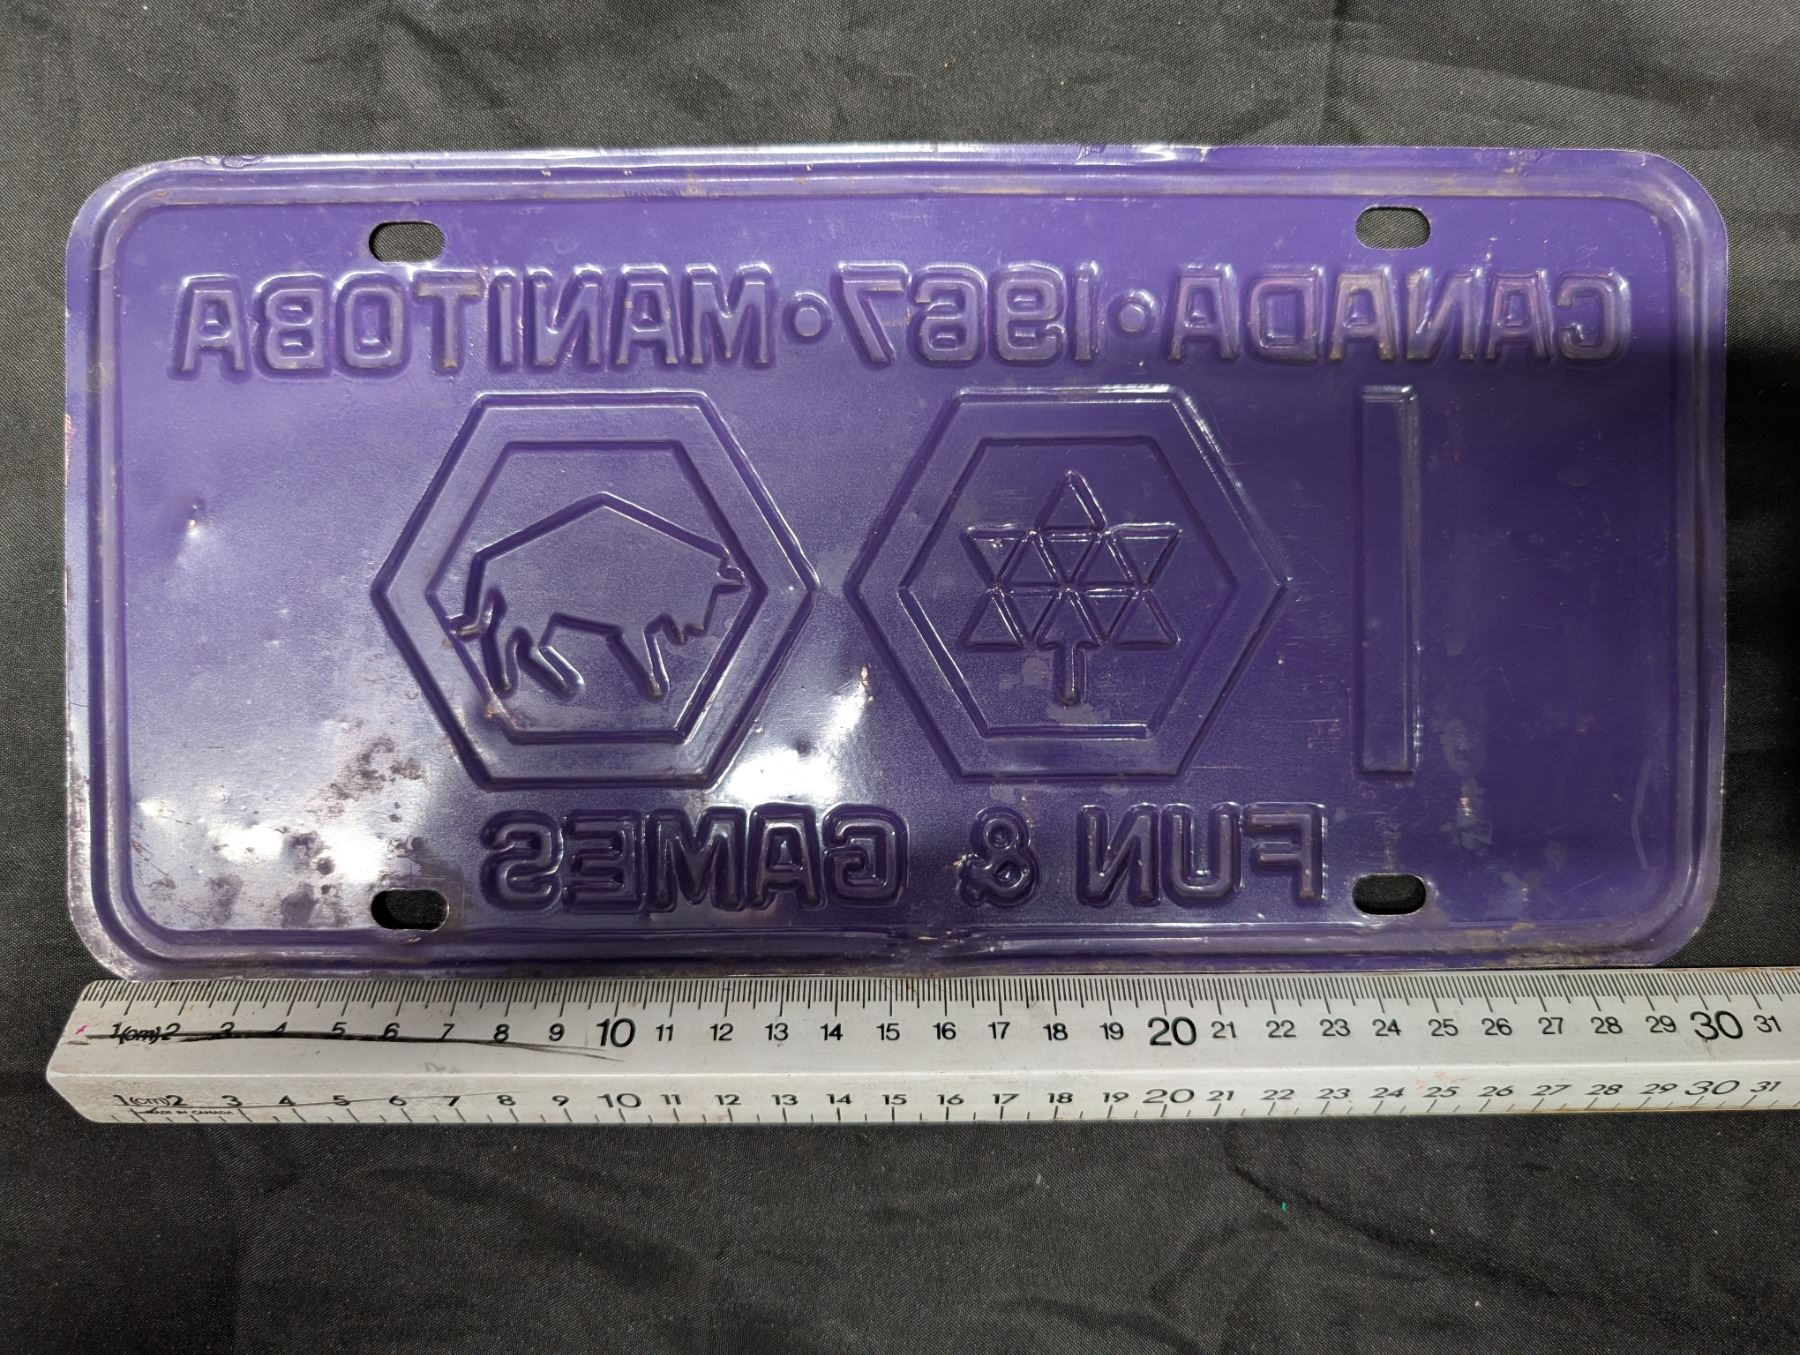 CANADA•1967•MANITOBA
FUN & GAMES
1(cm) 2 3 4 5 6 7 8 9 10 11 12 13 14 15 16 17 18 19 20 21 22 23 24 25 26 27 28 29 30 31
1(cm) 2 3 4 5 6 7 8 9 10 11 12 13 14 15 16 17 18 19 20 21 22 23 24 25 26 27 28 29 30 31
MADE IN CANADA